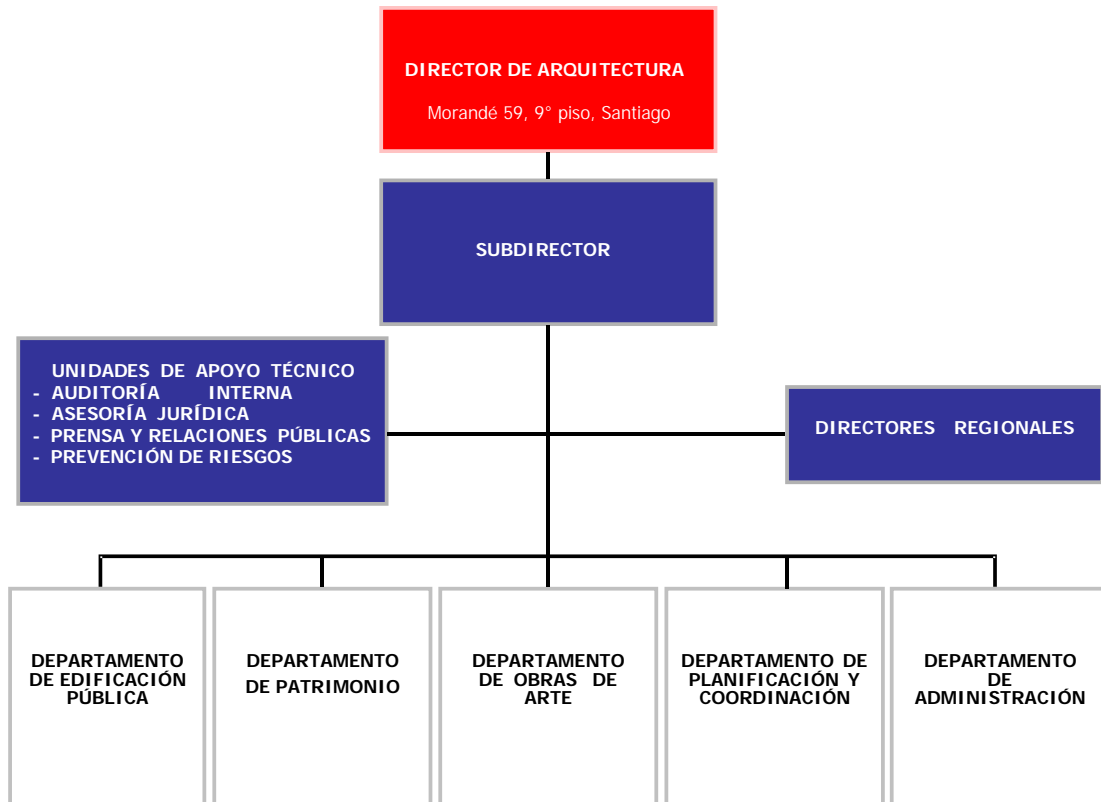 DIRECTOR DE ARQUITECTURA
Morandé 59, 9° piso, Santiago
SUBDIRECTOR
UNIDADES DE APOYO TÉCNICO
- AUDITORÍA INTERNA
- ASESORÍA JURÍDICA
- PRENSA Y RELACIONES PÚBLICAS
- PREVENCIÓN DE RIESGOS
DIRECTORES REGIONALES
DEPARTAMENTO
DE EDIFICACIÓN
PÚBLICA
DEPARTAMENTO
DE PATRIMONIO
DEPARTAMENTO
DE OBRAS DE
ARTE
DEPARTAMENTO DE
PLANIFICACIÓN Y
COORDINACIÓN
DEPARTAMENTO
DE
ADMINISTRACIÓN